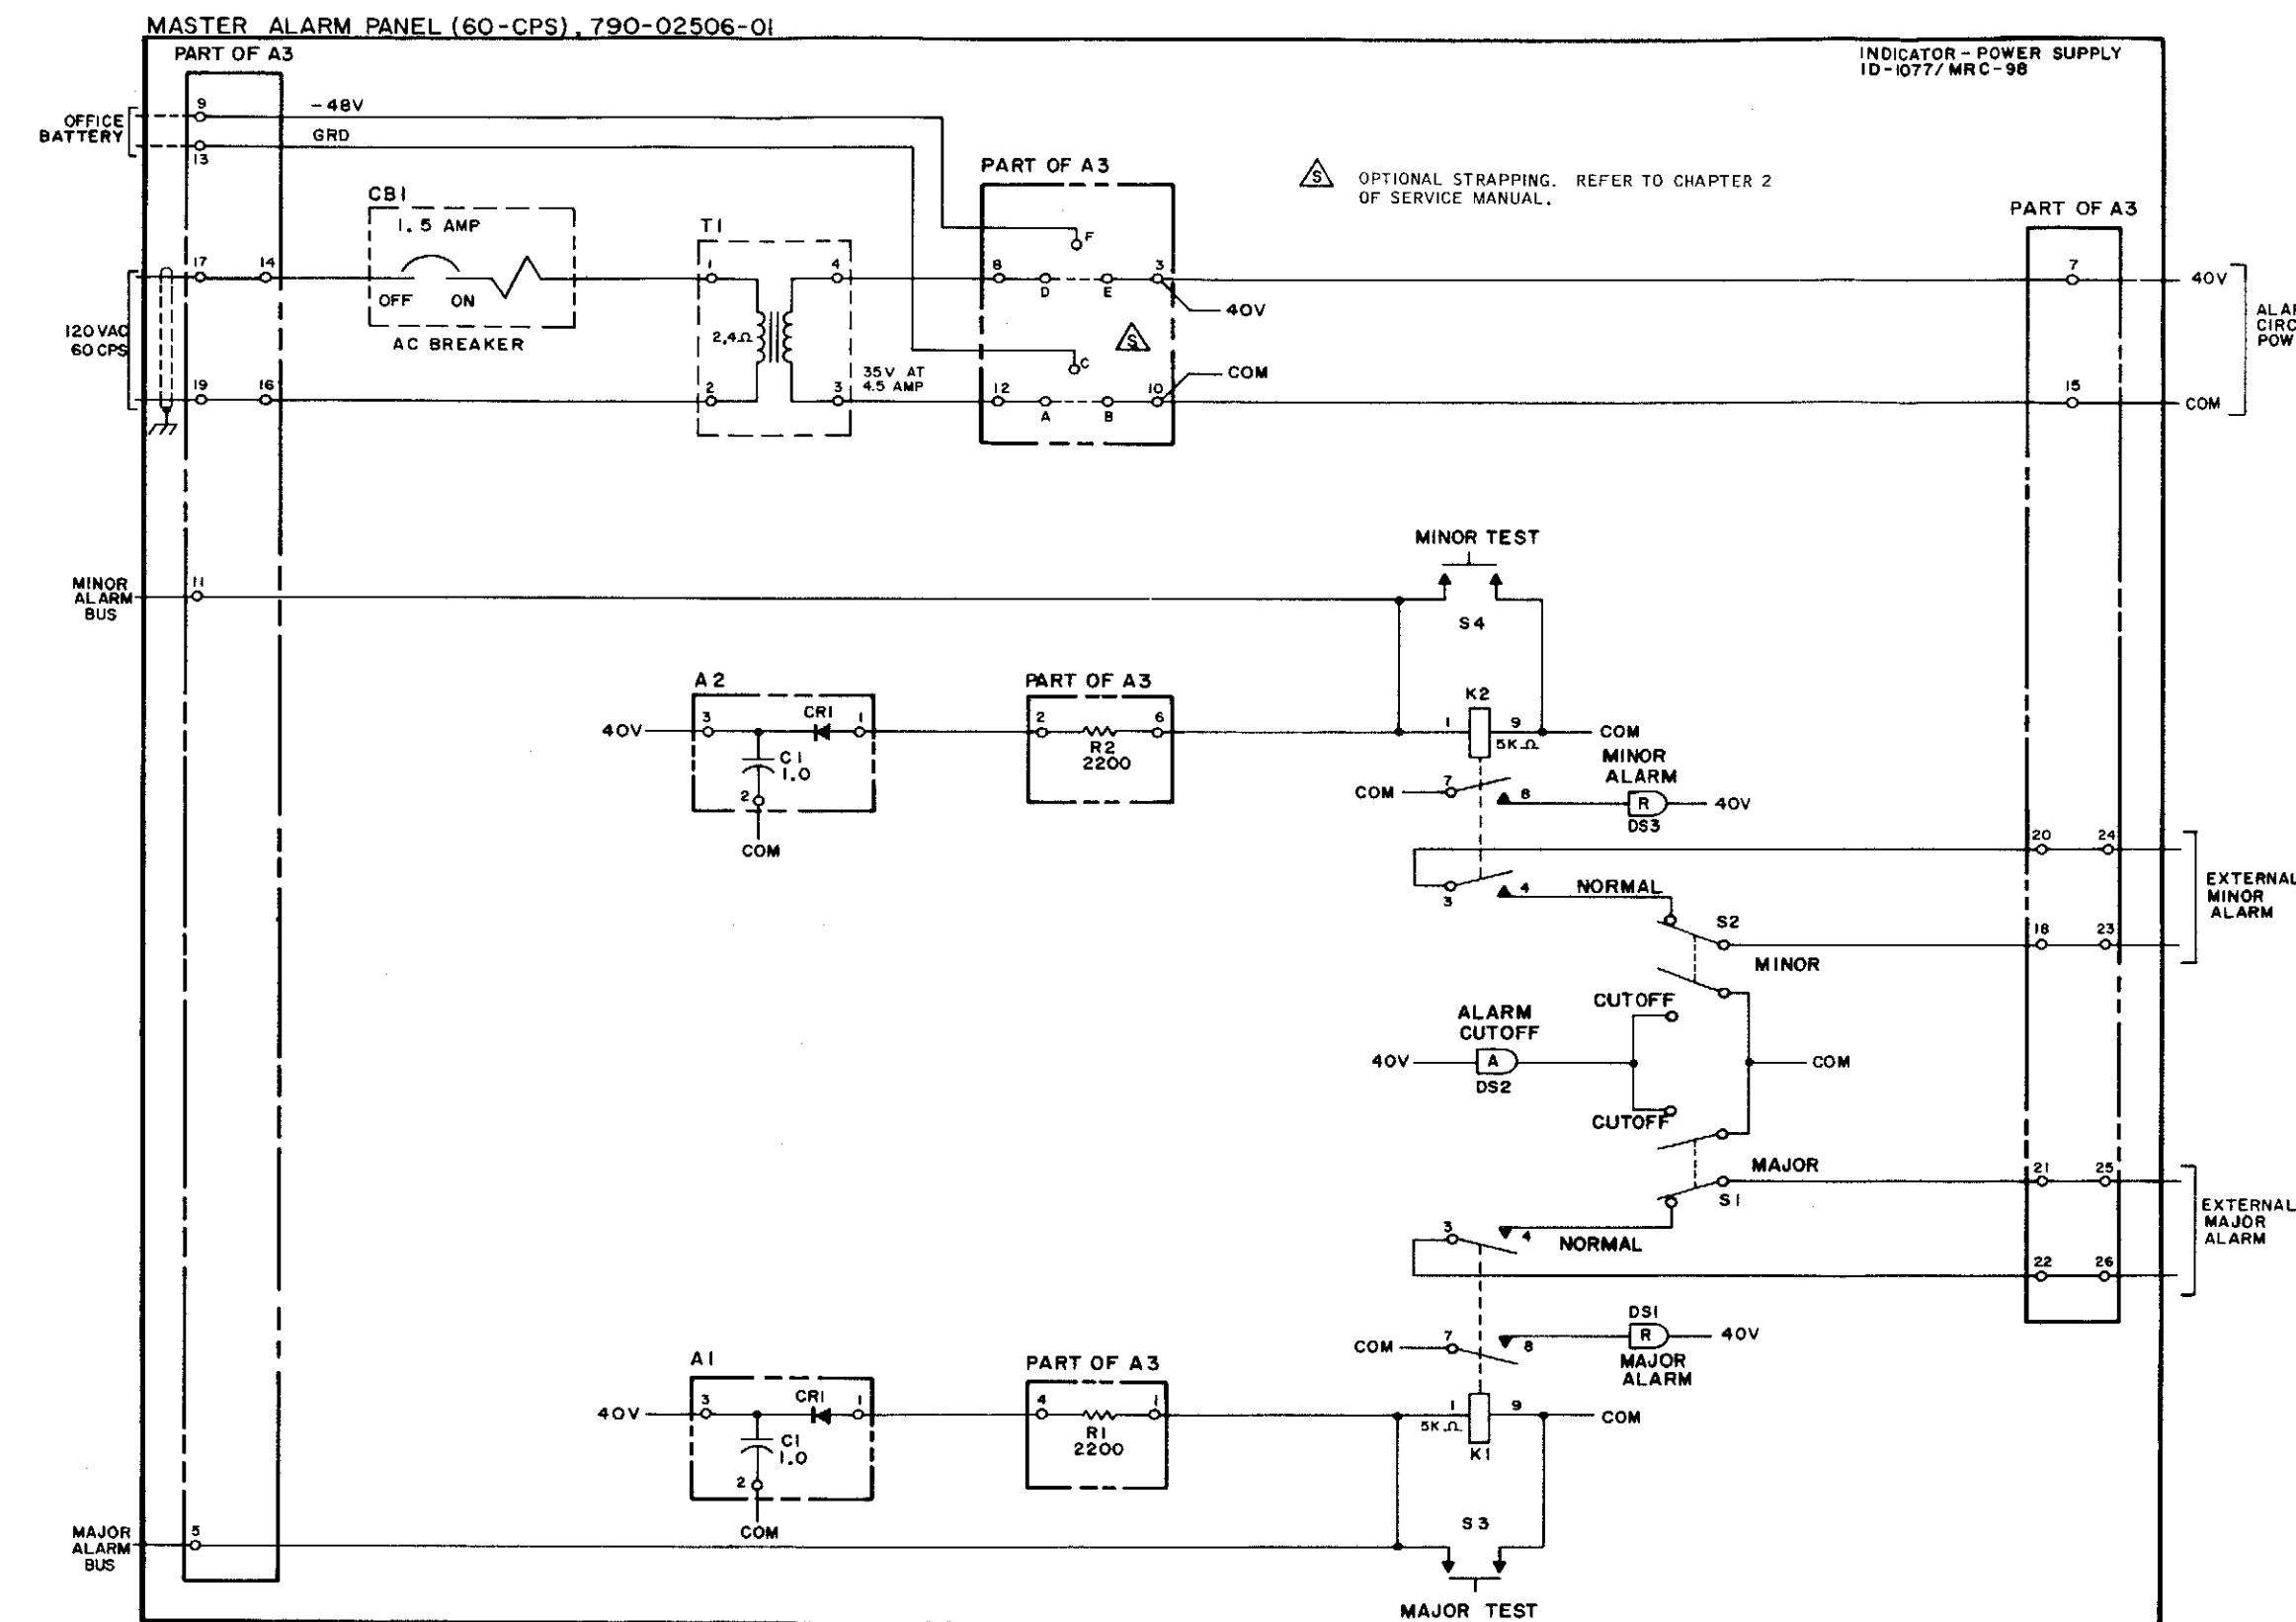 MASTER ALARM PANEL (60-CPS), 790-02506-01
PART OF A3
INDICATOR-POWER SUPPLY
ID-1077/MRC-98
9
-48V
OFFICE
BATTERY
GRD
13
PART OF A3
S
OPTIONAL STRAPPING. REFER TO CHAPTER 2
OF SERVICE MANUAL.
CB1
1.5 AMP
OFF ON
AC BREAKER
T1
F
PART OF A3
17 14
1 4
8 D E 3
40V
7
40V
120 VAC
60 CPS
2.4Ω
S
C
35V AT
4.5 AMP
COM
19 16
2 3
12 A B 10
15
COM
MINOR TEST
MINOR
ALARM
BUS
11
S4
A2
PART OF A3
K2
40V
3 CR1 1
2 6
R2
2200
1 9
5KΩ
COM
C1
1.0
2
COM
MINOR
ALARM
COM
7 8
R
DS3
40V
20 24
EXTERNAL
MINOR
ALARM
3 4
NORMAL
S2
18 23
MINOR
CUTOFF
ALARM
CUTOFF
40V
A
DS2
COM
CUTOFF
MAJOR
21 25
S1
EXTERNAL
MAJOR
ALARM
3 4
NORMAL
22 26
DS1
COM
7 8
R
40V
MAJOR
ALARM
A1
PART OF A3
40V
3 CR1 1
4 1
R1
2200
1 9
5KΩ
K1
COM
C1
1.0
2
COM
S3
MAJOR
ALARM
BUS
5
MAJOR TEST